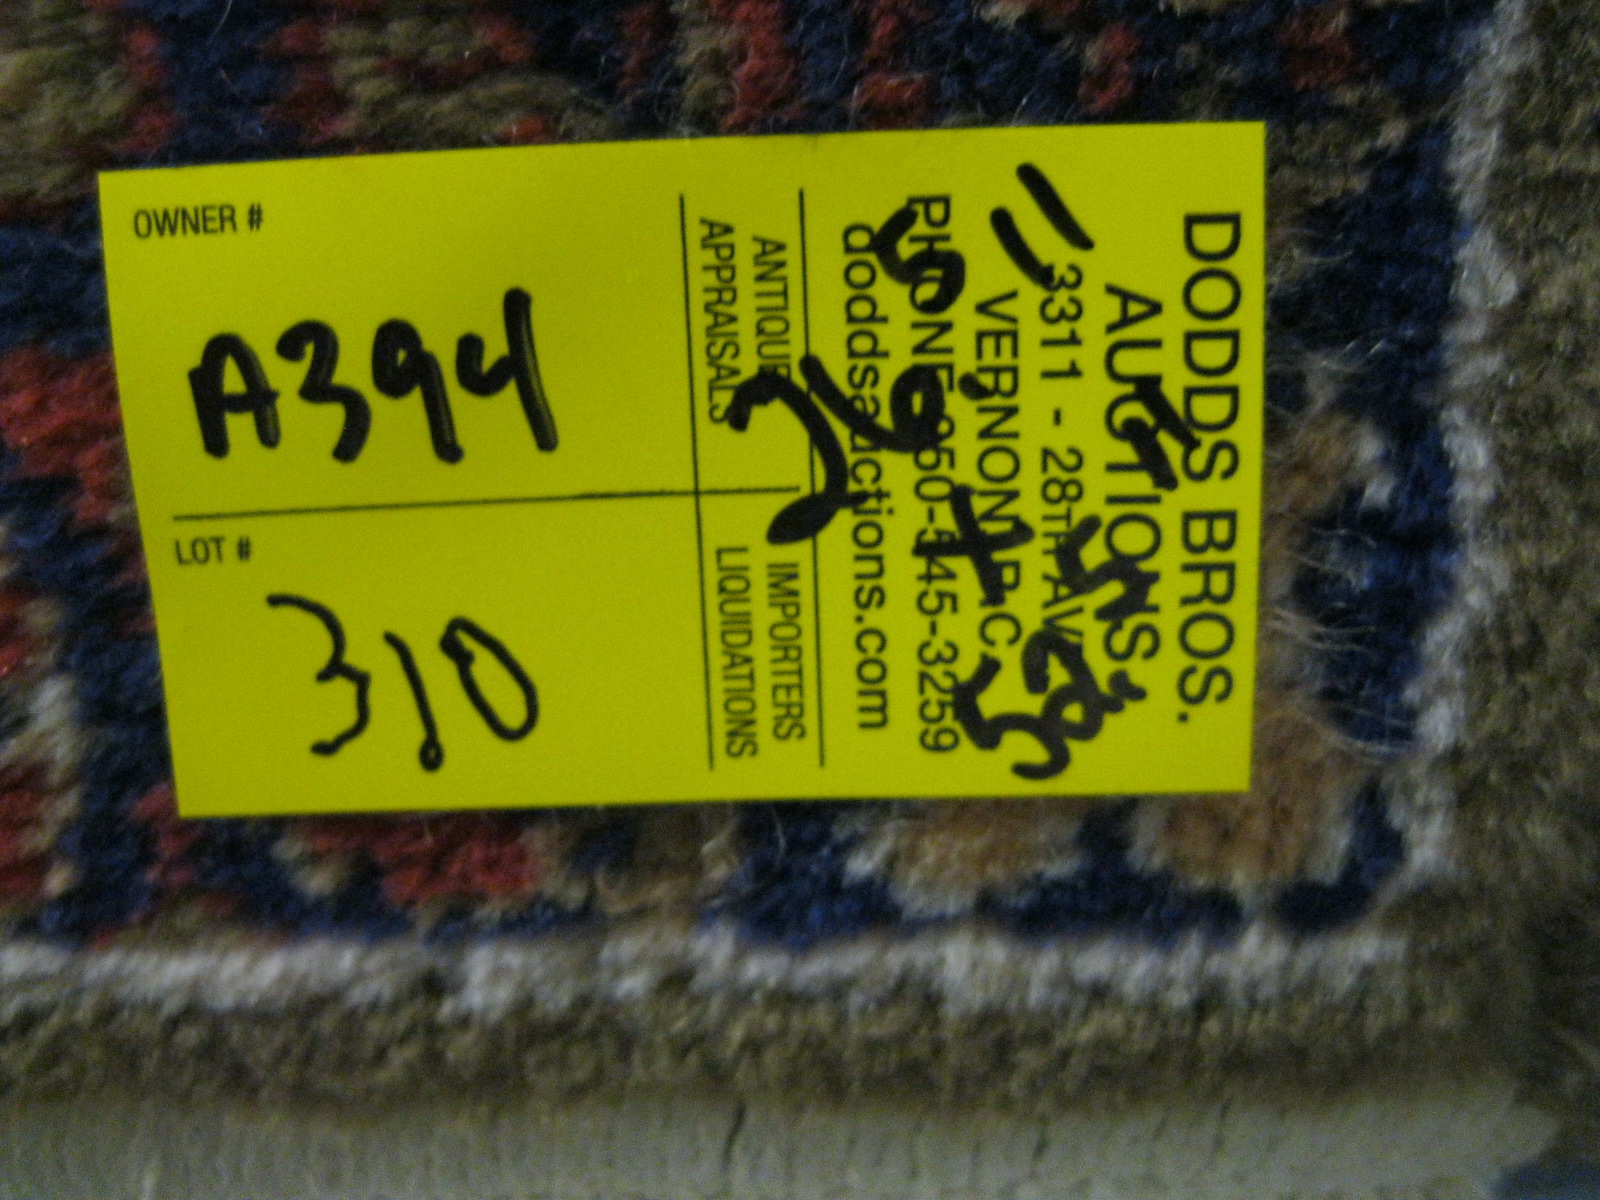 DODDS BROS.
AUCTIONS.
3311 - 28TH AVE
VERNON, B.C.
PHONE 250-545-3259
doddsauctions.com
ANTIQUE IMPORTERS
APPRAISALS LIQUIDATIONS
OWNER #
A394
LOT #
310